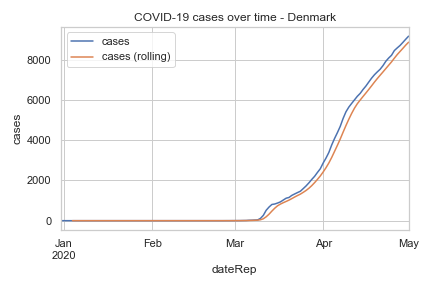 COVID-19 cases over time - Denmark
cases
cases (rolling)
8000
6000
4000
2000
0
cases
Jan
2020
Feb
Mar
Apr
May
dateRep